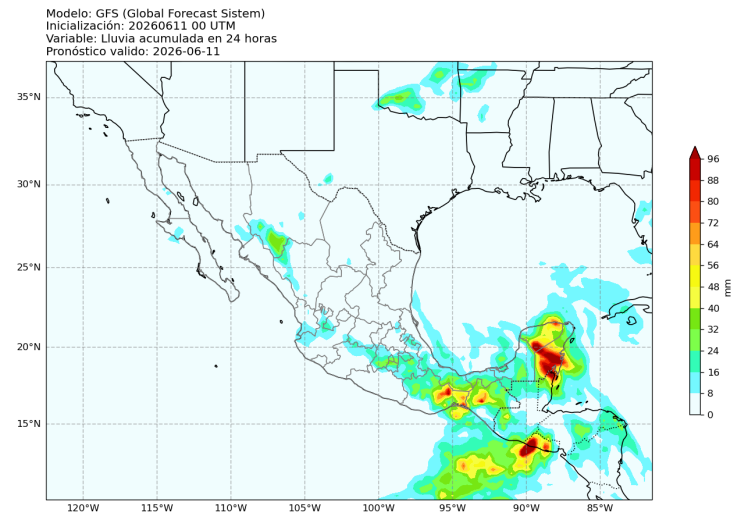 Modelo: GFS (Global Forecast Sistem)
Inicialización: 20260611 00 UTM
Variable: Lluvia acumulada en 24 horas
Pronóstico valido: 2026-06-11
35°N
30°N
25°N
20°N
15°N
120°W
115°W
110°W
105°W
100°W
95°W
90°W
85°W
96
88
80
72
64
56
48
40
32
24
16
8
0
mm